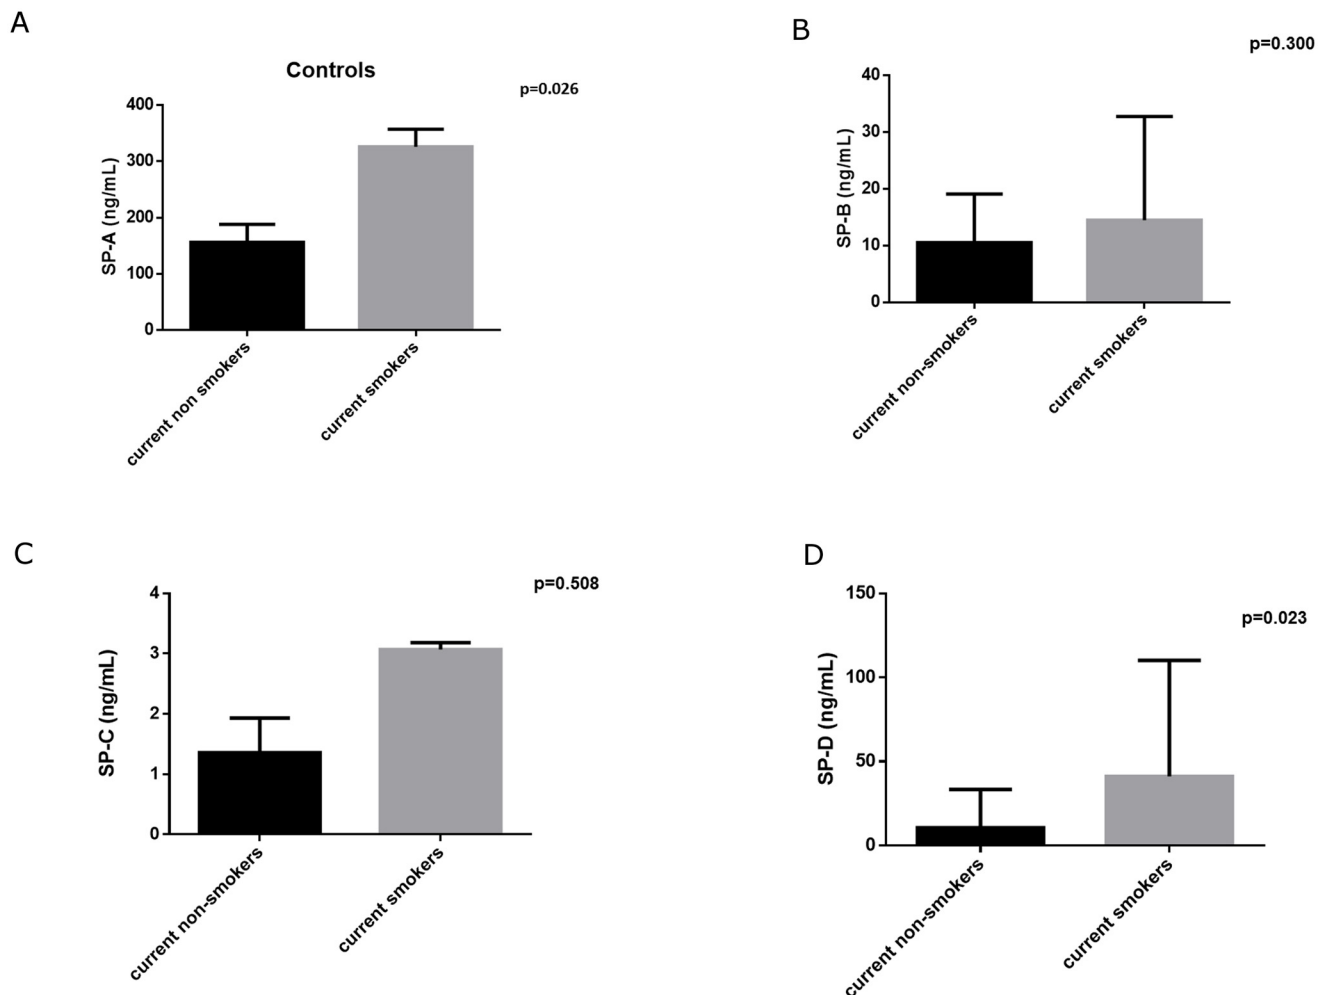 A
Controls
p=0.026
400
300
200
100
0
SP-A (ng/mL)
current non smokers
current smokers
B
p=0.300
40
30
20
10
0
SP-B (ng/mL)
current non-smokers
current smokers
C
p=0.508
4
3
2
1
0
SP-C (ng/mL)
current non-smokers
current smokers
D
p=0.023
150
100
50
0
SP-D (ng/mL)
current non-smokers
current smokers